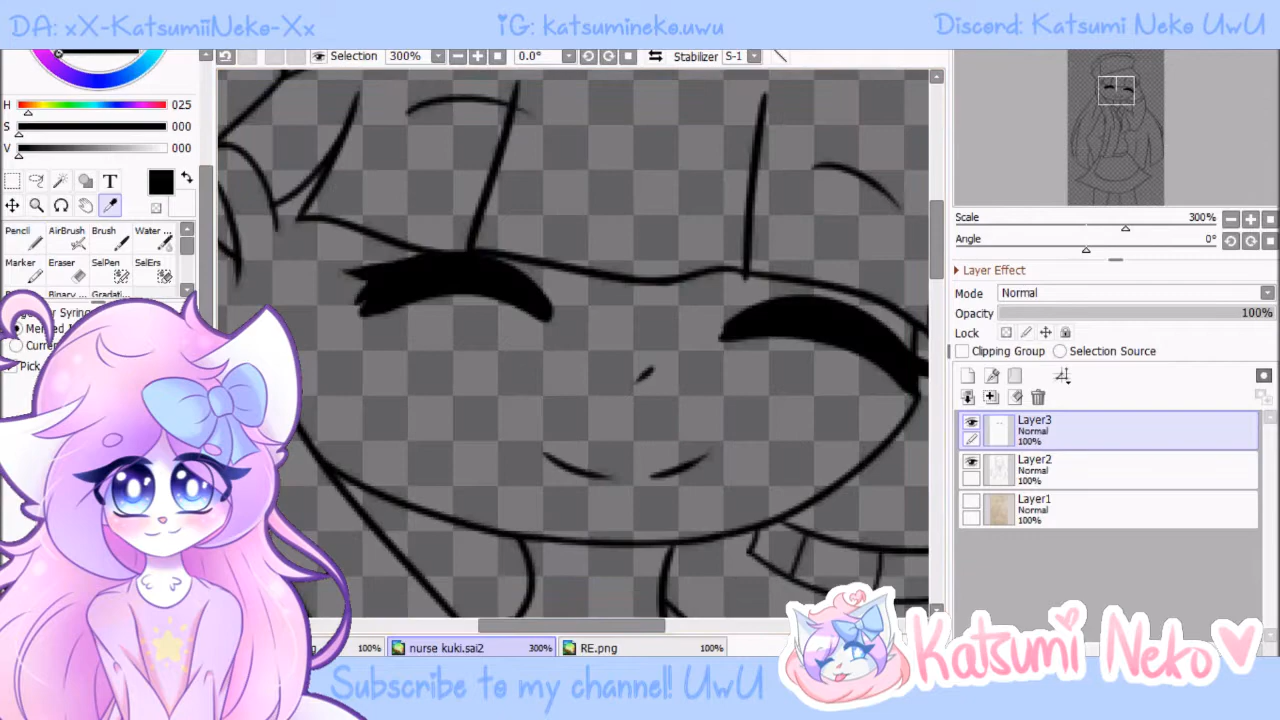 DA: xX-KatsumiiNeko-Xx
iG: katsumineko.uwu
Discord: Katsumi Neko UwU
Selection 300% 0.0° Stabilizer S-1
H 025
S 000
V 000
T
Pencil AirBrush Brush Water ...
Marker Eraser SelPen SelErs
Binary ...
Scale 300%
Angle 0°
Layer Effect
Mode Normal
Opacity 100%
Lock
Clipping Group Selection Source
Layer3
Normal
100%
Layer2
Normal
100%
Layer1
Normal
100%
100% nurse kuki.sai2 300% RE.png 100%
Subscribe to my channel! UwU
Katsumi Neko